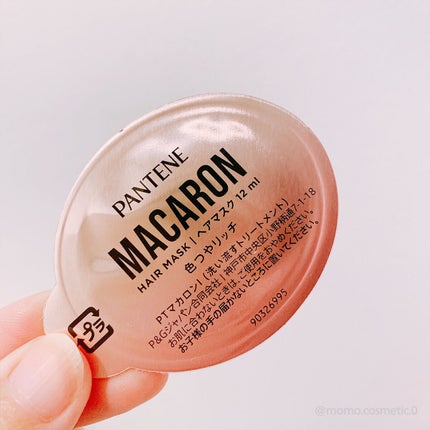 PANTENE
MACARON
HAIR MASK | ヘアマスク 12 ml
色つやリッチ
PTマカロンI (洗い流すトリートメント)
P&Gジャパン合同会社｜神戸市中央区小野柄通7-1-18
お肌に合わないときは、ご使用をおやめください。
お子様の手の届かないところに置いてください。
90326995
プラ
@momo.cosmetic.0